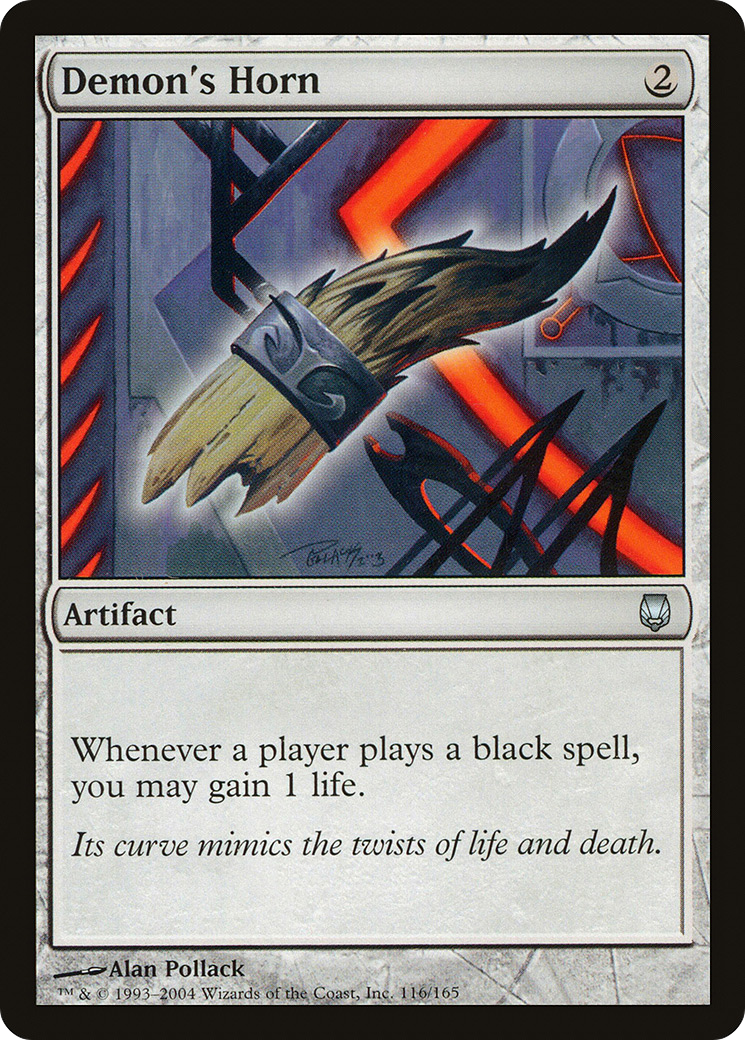 Demon's Horn
2
Artifact
Whenever a player plays a black spell,
you may gain 1 life.
Its curve mimics the twists of life and death.
Alan Pollack
™ & © 1993–2004 Wizards of the Coast, Inc. 116/165